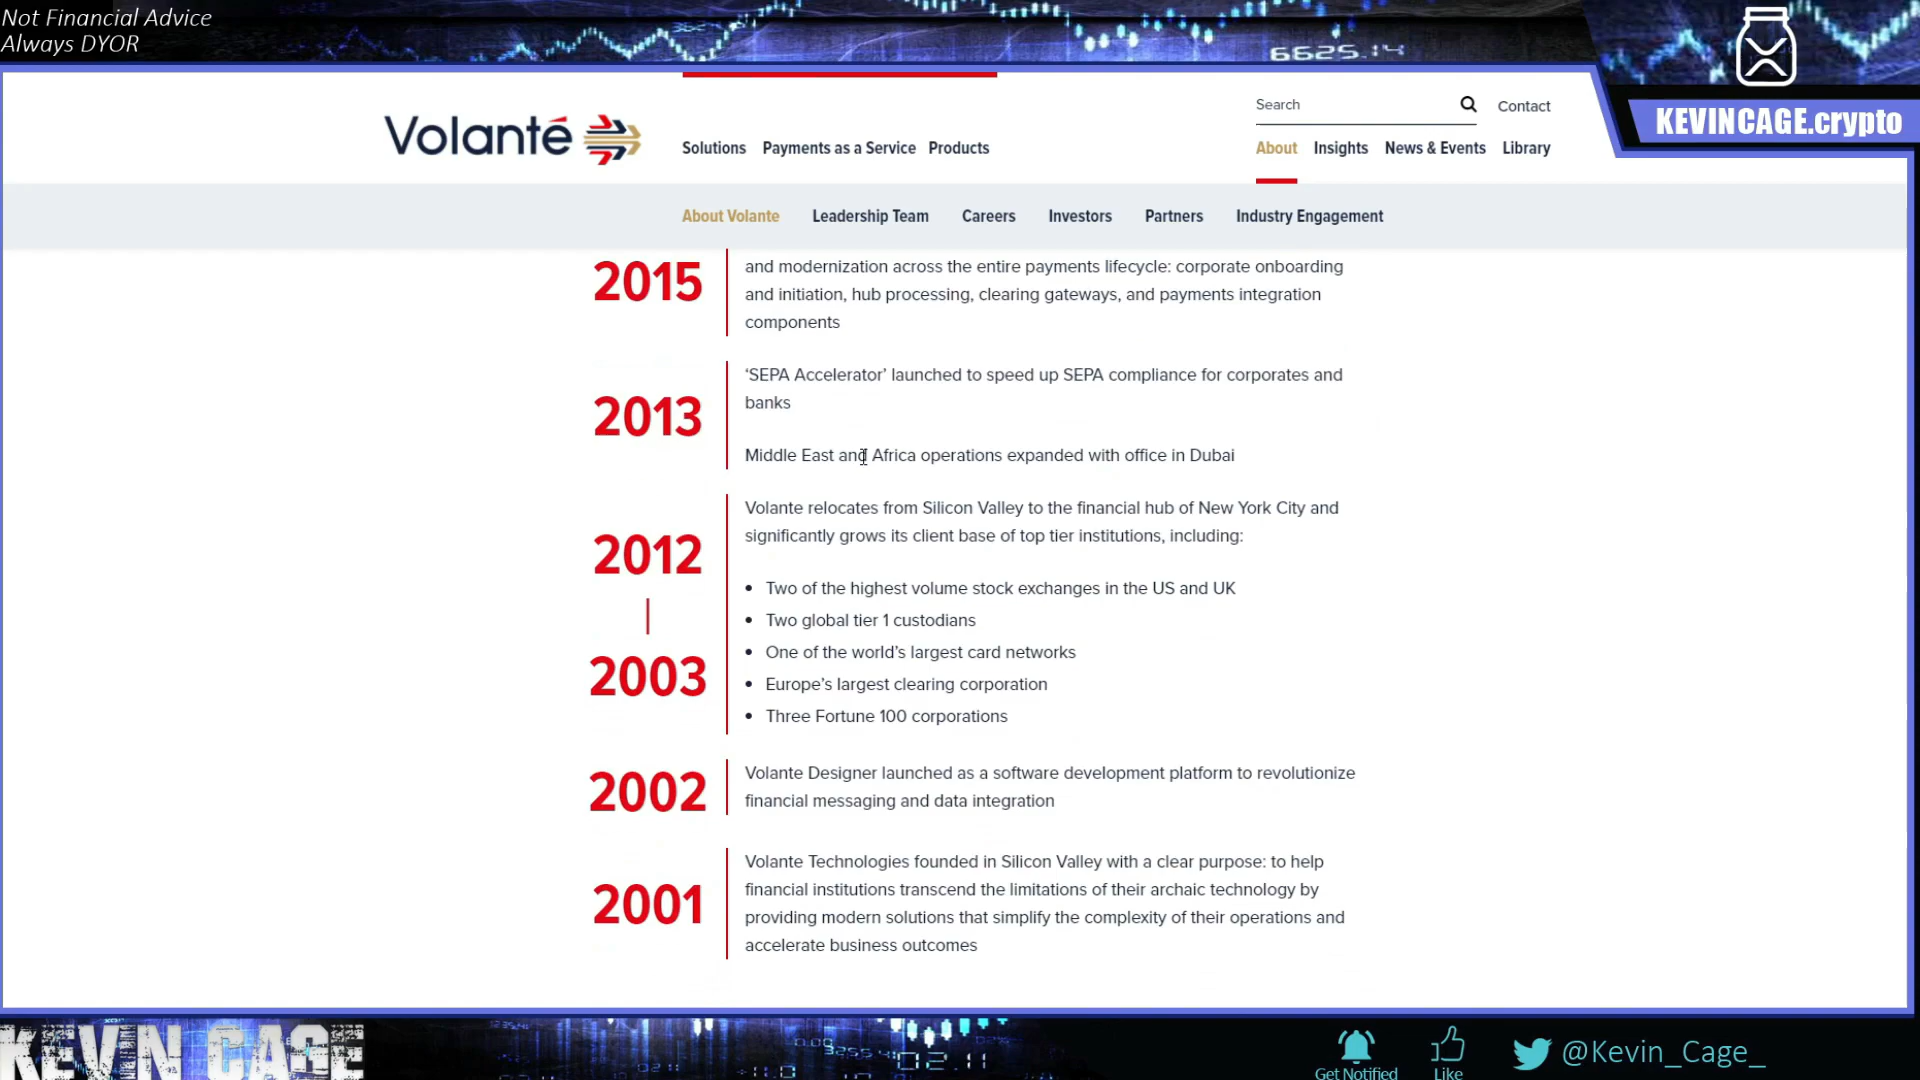 Not Financial Advice
Always DYOR
6625.14
KEVINCAGE.crypto
Volanté
Solutions Payments as a Service Products
Search
Contact
About Insights News & Events Library
About Volante Leadership Team Careers Investors Partners Industry Engagement
2015
and modernization across the entire payments lifecycle: corporate onboarding
and initiation, hub processing, clearing gateways, and payments integration
components
2013
‘SEPA Accelerator’ launched to speed up SEPA compliance for corporates and
banks
Middle East and Africa operations expanded with office in Dubai
2012
2003
Volante relocates from Silicon Valley to the financial hub of New York City and
significantly grows its client base of top tier institutions, including:
• Two of the highest volume stock exchanges in the US and UK
• Two global tier 1 custodians
• One of the world’s largest card networks
• Europe’s largest clearing corporation
• Three Fortune 100 corporations
2002
Volante Designer launched as a software development platform to revolutionize
financial messaging and data integration
2001
Volante Technologies founded in Silicon Valley with a clear purpose: to help
financial institutions transcend the limitations of their archaic technology by
providing modern solutions that simplify the complexity of their operations and
accelerate business outcomes
KEVIN CAGE
02.11
Get Notified
Like
@Kevin_Cage_